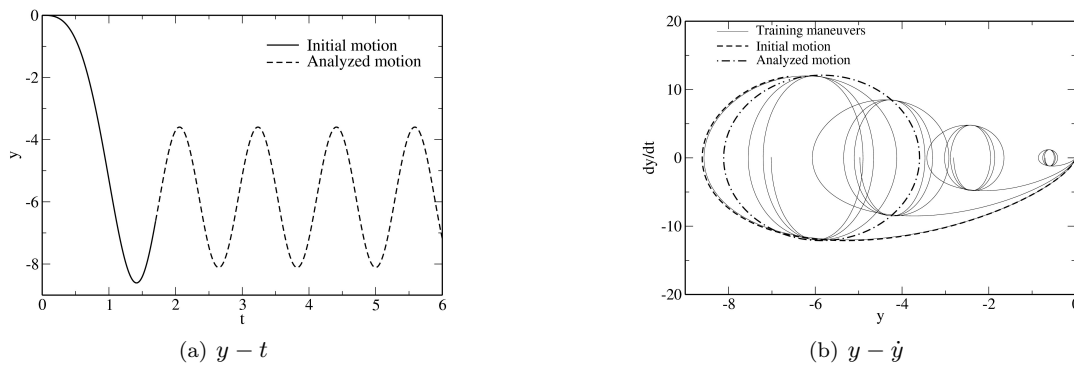 0
-2
-4
-6
-8
y
0 1 2 3 4 5 6
t
Initial motion
Analyzed motion
(a) y − t
20
10
0
-10
-20
dy/dt
-8 -6 -4 -2 0
y
Training maneuvers
Initial motion
Analyzed motion
(b) y − ẏ